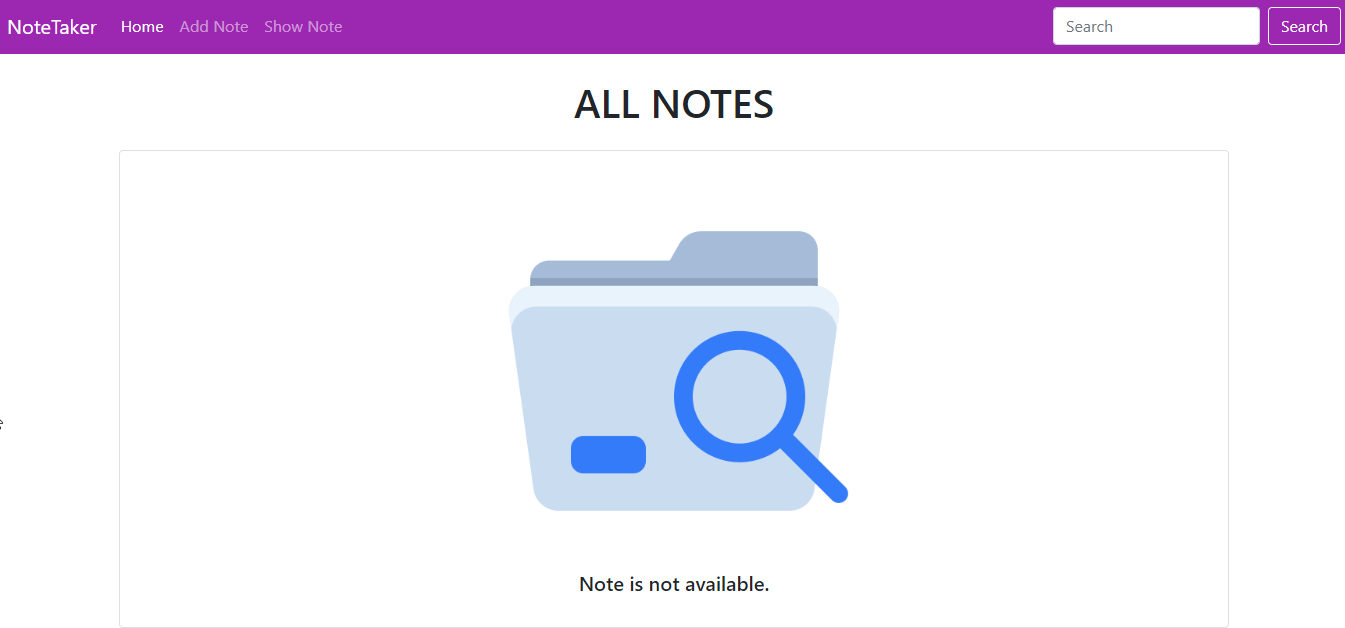 NoteTaker Home Add Note Show Note Search Search
ALL NOTES
Note is not available.